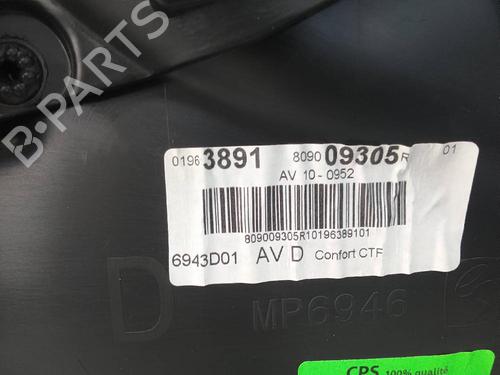 0196 3891 8090 09305 R 01
AV 10 - 0952
809009305R10196389101
6943D01 AV D Confort CTF
D MP6946
CPS 100% qualité
B-PARTS